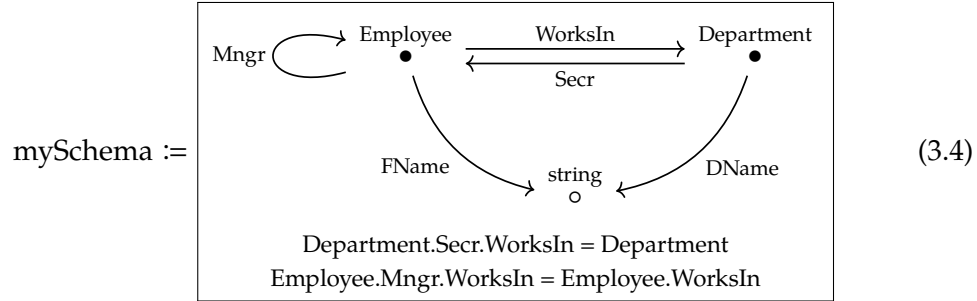 Employee
WorksIn
Department
Mngr
Secr
mySchema :=
(3.4)
FName
string
DName
Department.Secr.WorksIn = Department
Employee.Mngr.WorksIn = Employee.WorksIn